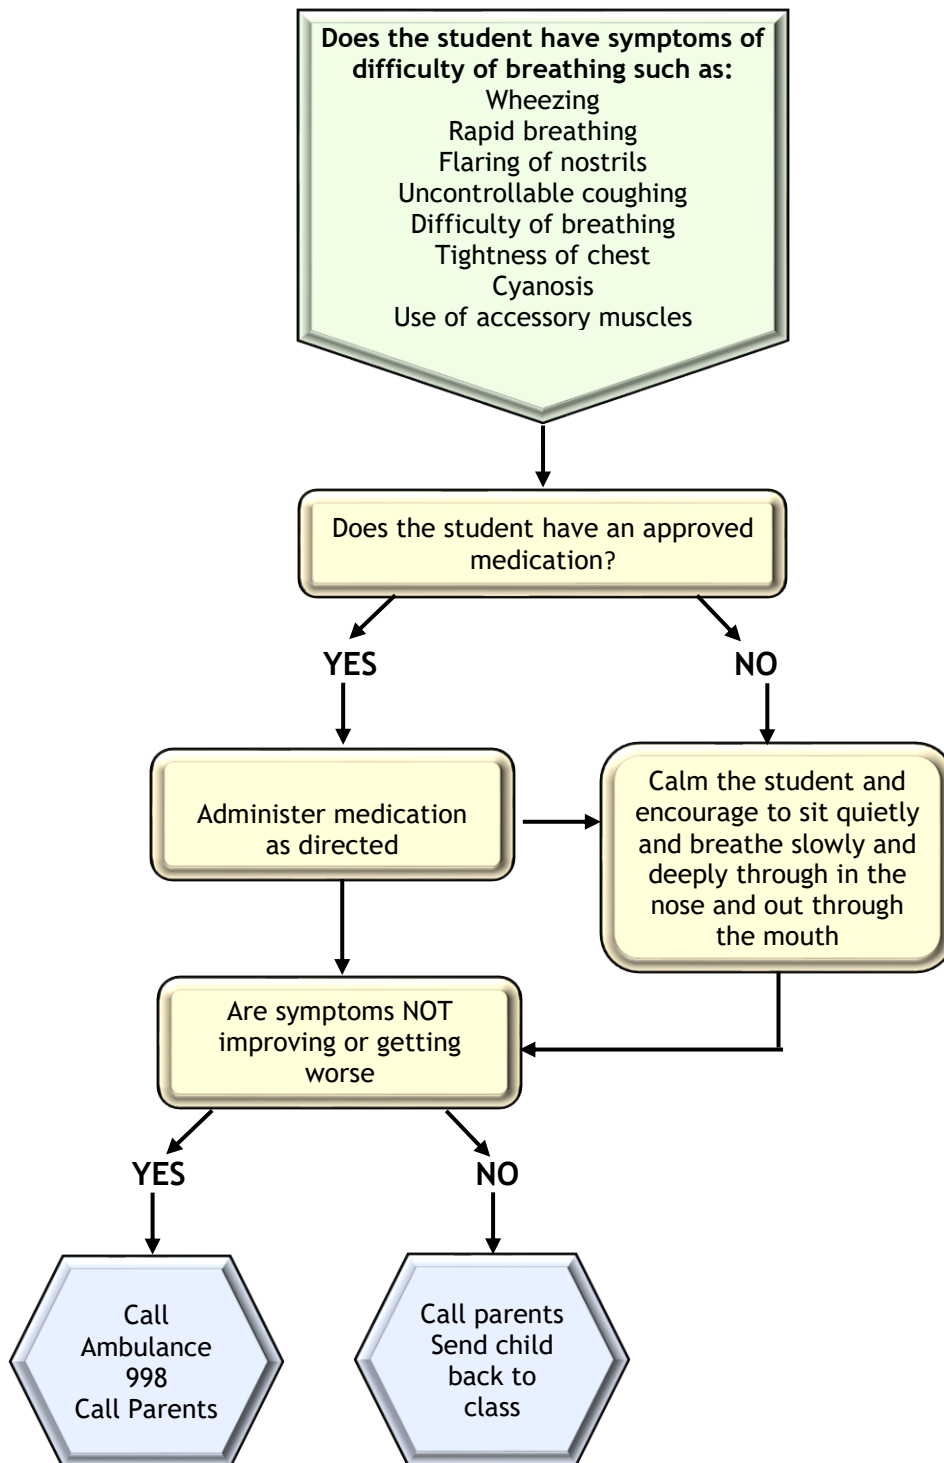 Does the student have symptoms of
difficulty of breathing such as:
Wheezing
Rapid breathing
Flaring of nostrils
Uncontrollable coughing
Difficulty of breathing
Tightness of chest
Cyanosis
Use of accessory muscles
Does the student have an approved
medication?
YES
NO
Administer medication
as directed
Calm the student and
encourage to sit quietly
and breathe slowly and
deeply through in the
nose and out through
the mouth
Are symptoms NOT
improving or getting
worse
YES
NO
Call
Ambulance
998
Call Parents
Call parents
Send child
back to
class